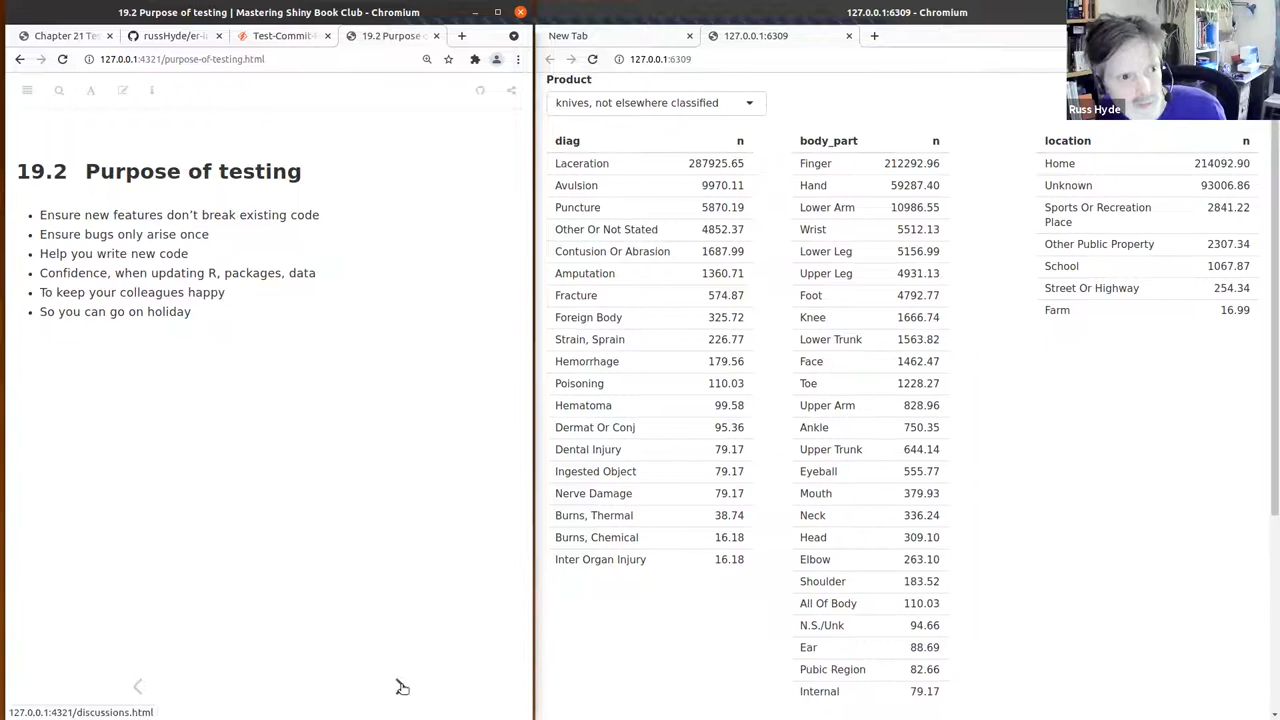 19.2 Purpose of testing | Mastering Shiny Book Club - Chromium
Chapter 21 Te
russHyde/er-i
Test-Commit-
19.2 Purpose
127.0.0.1:4321/purpose-of-testing.html
19.2 Purpose of testing
• Ensure new features don’t break existing code
• Ensure bugs only arise once
• Help you write new code
• Confidence, when updating R, packages, data
• To keep your colleagues happy
• So you can go on holiday
127.0.0.1:4321/discussions.html
127.0.0.1:6309 - Chromium
New Tab
127.0.0.1:6309
127.0.0.1:6309
Russ Hyde
Product
knives, not elsewhere classified
diag n
Laceration 287925.65
Avulsion 9970.11
Puncture 5870.19
Other Or Not Stated 4852.37
Contusion Or Abrasion 1687.99
Amputation 1360.71
Fracture 574.87
Foreign Body 325.72
Strain, Sprain 226.77
Hemorrhage 179.56
Poisoning 110.03
Hematoma 99.58
Dermat Or Conj 95.36
Dental Injury 79.17
Ingested Object 79.17
Nerve Damage 79.17
Burns, Thermal 38.74
Burns, Chemical 16.18
Inter Organ Injury 16.18
body_part n
Finger 212292.96
Hand 59287.40
Lower Arm 10986.55
Wrist 5512.13
Lower Leg 5156.99
Upper Leg 4931.13
Foot 4792.77
Knee 1666.74
Lower Trunk 1563.82
Face 1462.47
Toe 1228.27
Upper Arm 828.96
Ankle 750.35
Upper Trunk 644.14
Eyeball 555.77
Mouth 379.93
Neck 336.24
Head 309.10
Elbow 263.10
Shoulder 183.52
All Of Body 110.03
N.S./Unk 94.66
Ear 88.69
Pubic Region 82.66
Internal 79.17
location n
Home 214092.90
Unknown 93006.86
Sports Or Recreation 2841.22
Place
Other Public Property 2307.34
School 1067.87
Street Or Highway 254.34
Farm 16.99